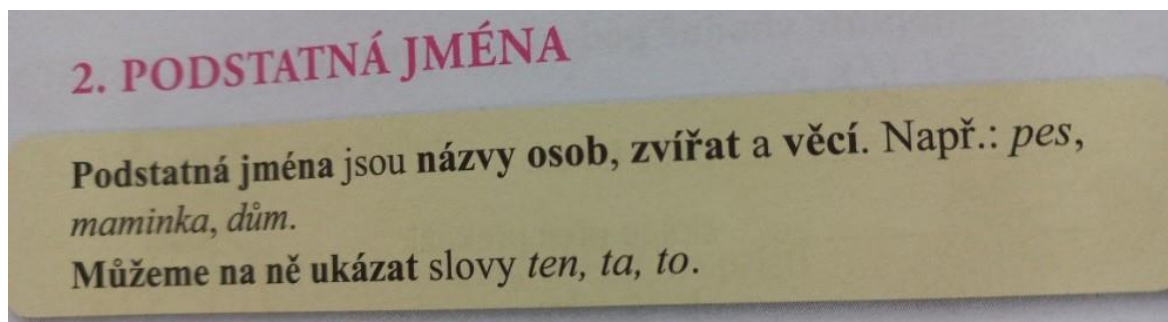 2. PODSTATNÁ JMÉNA
Podstatná jména jsou názvy osob, zvířat a věcí. Např.: pes,
maminka, dům.
Můžeme na ně ukázat slovy ten, ta, to.